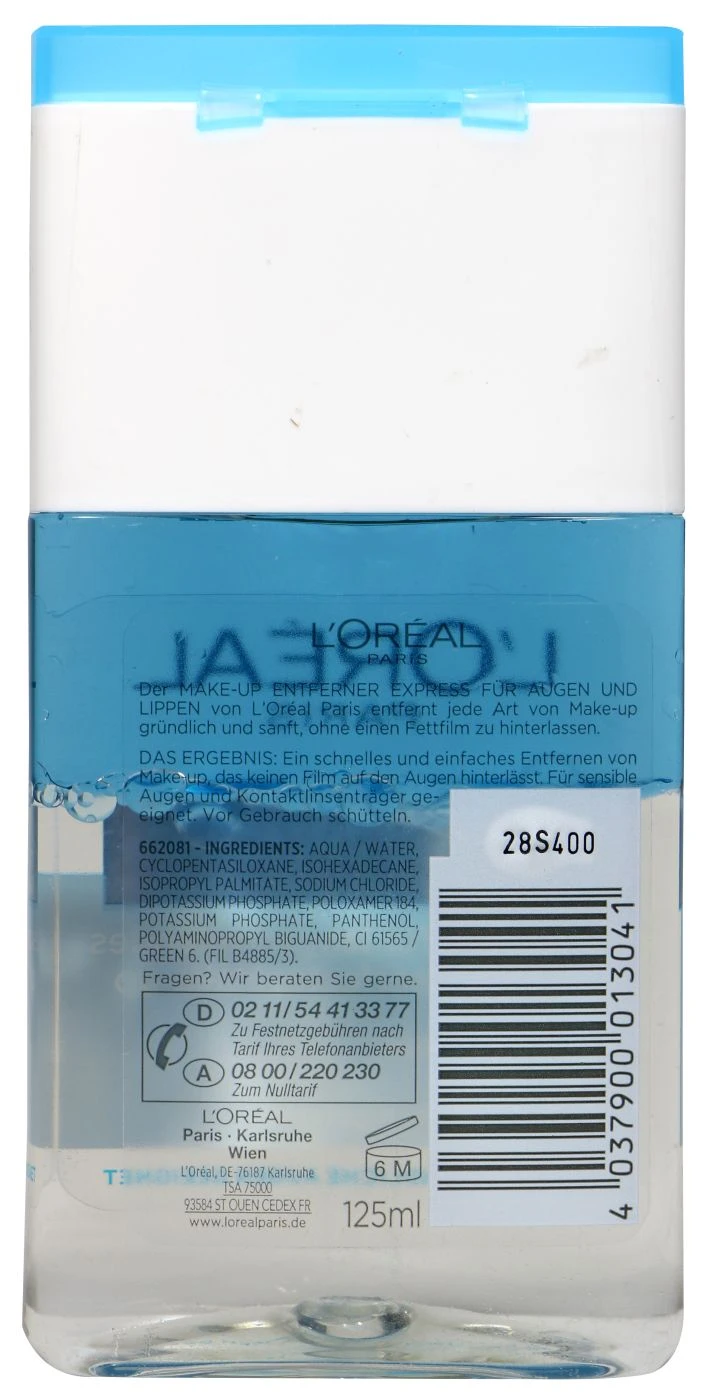 L'ORÉAL
PARIS
Der MAKE-UP ENTFERNER EXPRESS FÜR AUGEN UND
LIPPEN von L'Oréal Paris entfernt jede Art von Make-up
gründlich und sanft, ohne einen Fettfilm zu hinterlassen.
DAS ERGEBNIS: Ein schnelles und einfaches Entfernen von
Make-up, das keinen Film auf den Augen hinterlässt. Für sensible
Augen und Kontaktlinsenträger ge-
eignet. Vor Gebrauch schütteln.
662081 - INGREDIENTS: AQUA / WATER,
CYCLOPENTASILOXANE, ISOHEXADECANE,
ISOPROPYL PALMITATE, SODIUM CHLORIDE,
DIPOTASSIUM PHOSPHATE, POLOXAMER 184,
POTASSIUM PHOSPHATE, PANTHENOL,
POLYAMINOPROPYL BIGUANIDE, CI 61565 /
GREEN 6. (FIL B4885/3).
Fragen? Wir beraten Sie gerne.
D 02 11/54 41 33 77
Zu Festnetzgebühren nach
Tarif Ihres Telefonanbieters
A 08 00/220 230
Zum Nulltarif
L'ORÉAL
Paris · Karlsruhe
Wien
L'Oréal, DE-76187 Karlsruhe
TSA 75000
93584 ST OUEN CEDEX FR
www.lorealparis.de
6 M
125ml
28S400
4 037900 013041
L'ORÉAL
PARIS